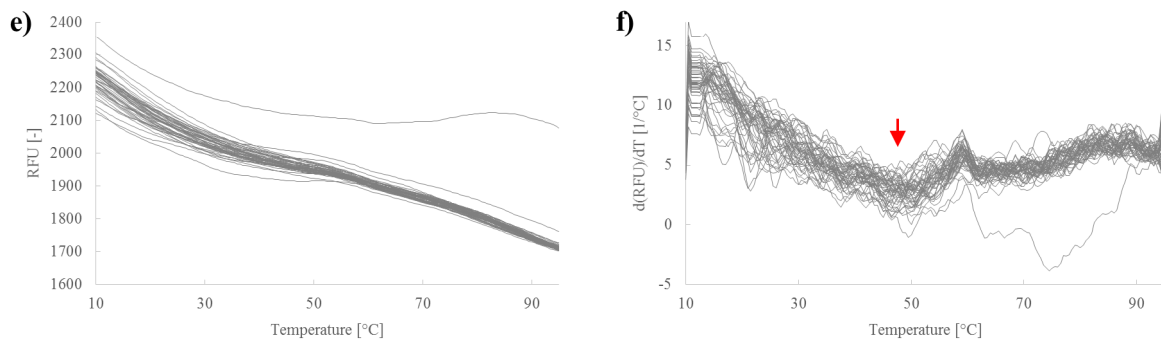 e)
2400
2300
2200
2100
2000
1900
1800
1700
1600
RFU [-]
10 30 50 70 90
Temperature [°C]
f)
15
10
5
0
-5
d(RFU)/dT [1/°C]
10 30 50 70 90
Temperature [°C]